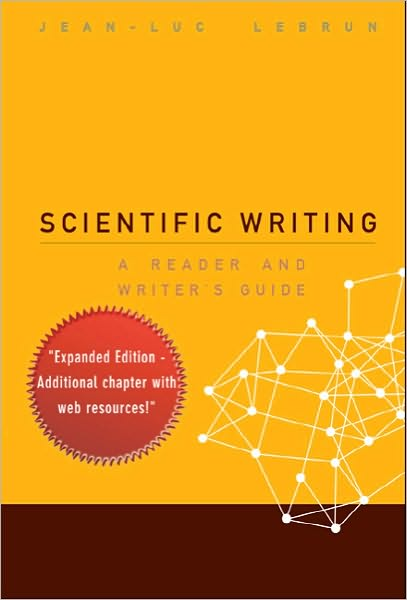 JEAN-LUC LEBRUN
SCIENTIFIC WRITING
A READER AND
WRITER'S GUIDE
"Expanded Edition -
Additional chapter with
web resources!"